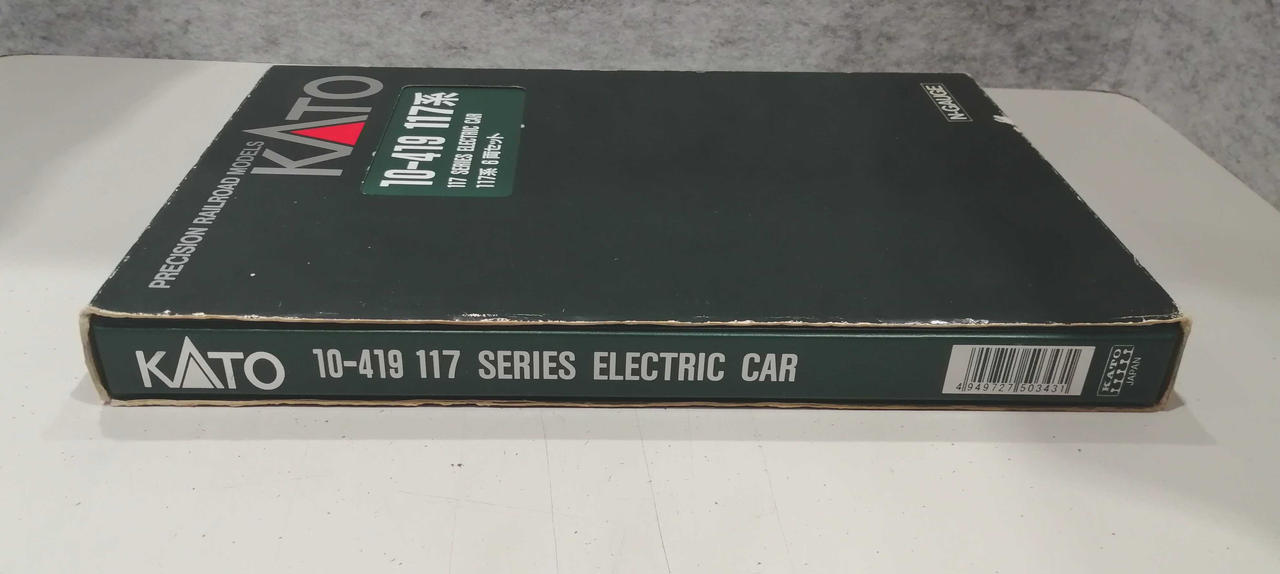 PRECISION RAILROAD MODELS
KATO
10-419 117系
117 SERIES ELECTRIC CAR
117系 6両セット
N-GAUGE
KATO 10-419 117 SERIES ELECTRIC CAR
4 949727 503431
KATO
JAPAN